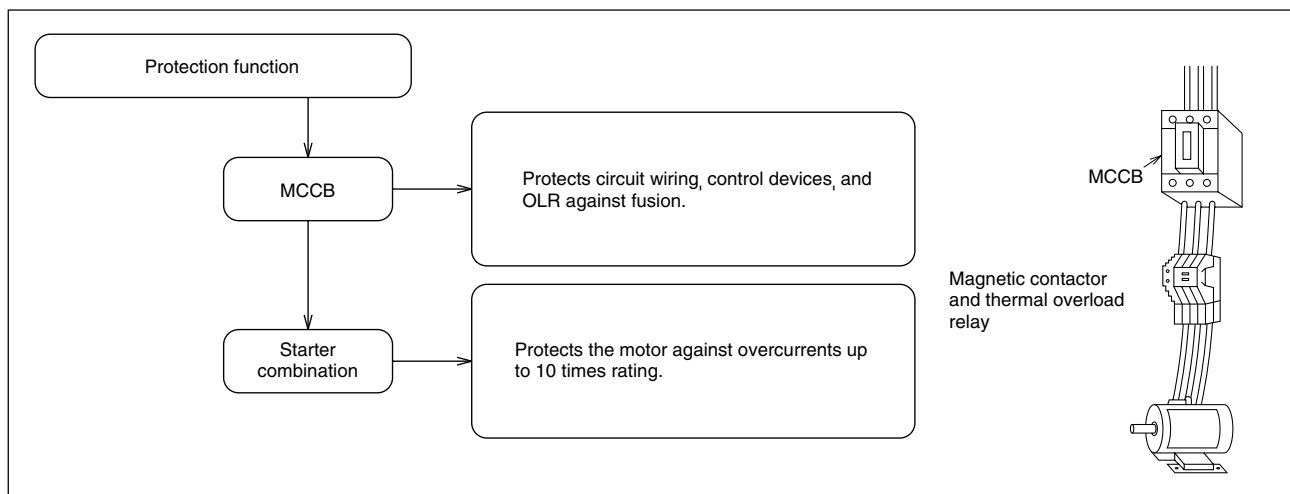 Protection function
MCCB
Protects circuit wiring, control devices, and
OLR against fusion.
Starter
combination
Protects the motor against overcurrents up
to 10 times rating.
MCCB
Magnetic contactor
and thermal overload
relay